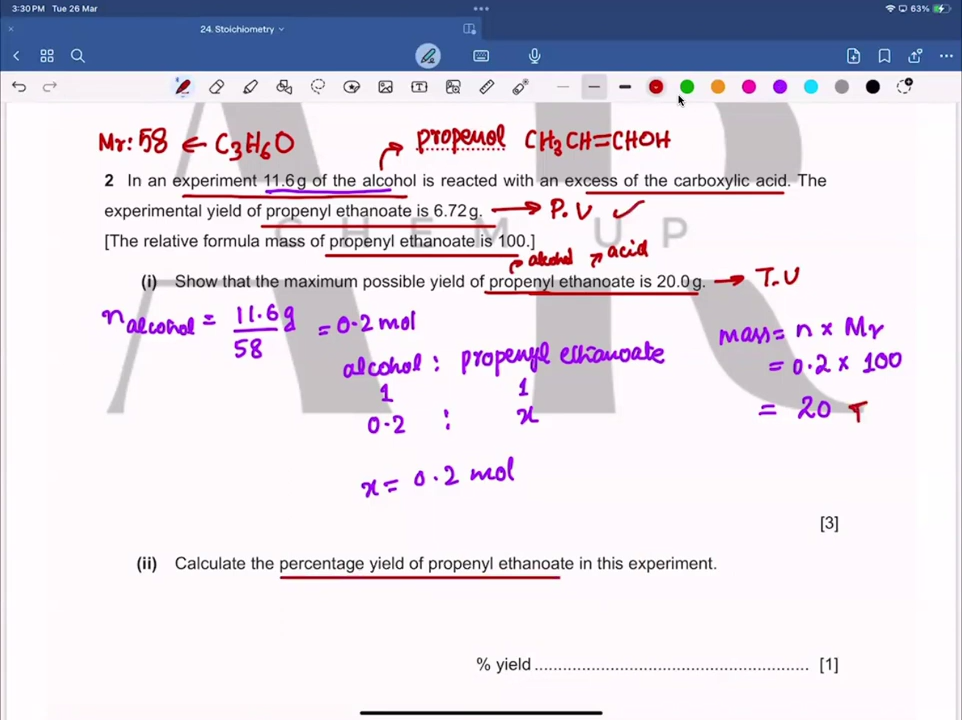 3:30 PM Tue 26 Mar
63%
24. Stoichiometry
Mr: 58 ← C3H6O propenol CH3CH=CHOH
2 In an experiment 11.6 g of the alcohol is reacted with an excess of the carboxylic acid. The
experimental yield of propenyl ethanoate is 6.72 g. → P.U ✓
[The relative formula mass of propenyl ethanoate is 100.]
alcohol acid
(i) Show that the maximum possible yield of propenyl ethanoate is 20.0 g. → T.U
n alcohol = 11.6g / 58 = 0.2 mol
mass = n × Mr
= 0.2 × 100
= 20 T
alcohol : propenyl ethanoate
1 1
0.2 : x
x = 0.2 mol
[3]
(ii) Calculate the percentage yield of propenyl ethanoate in this experiment.
% yield ........................................................... [1]
CHEM UP
AR